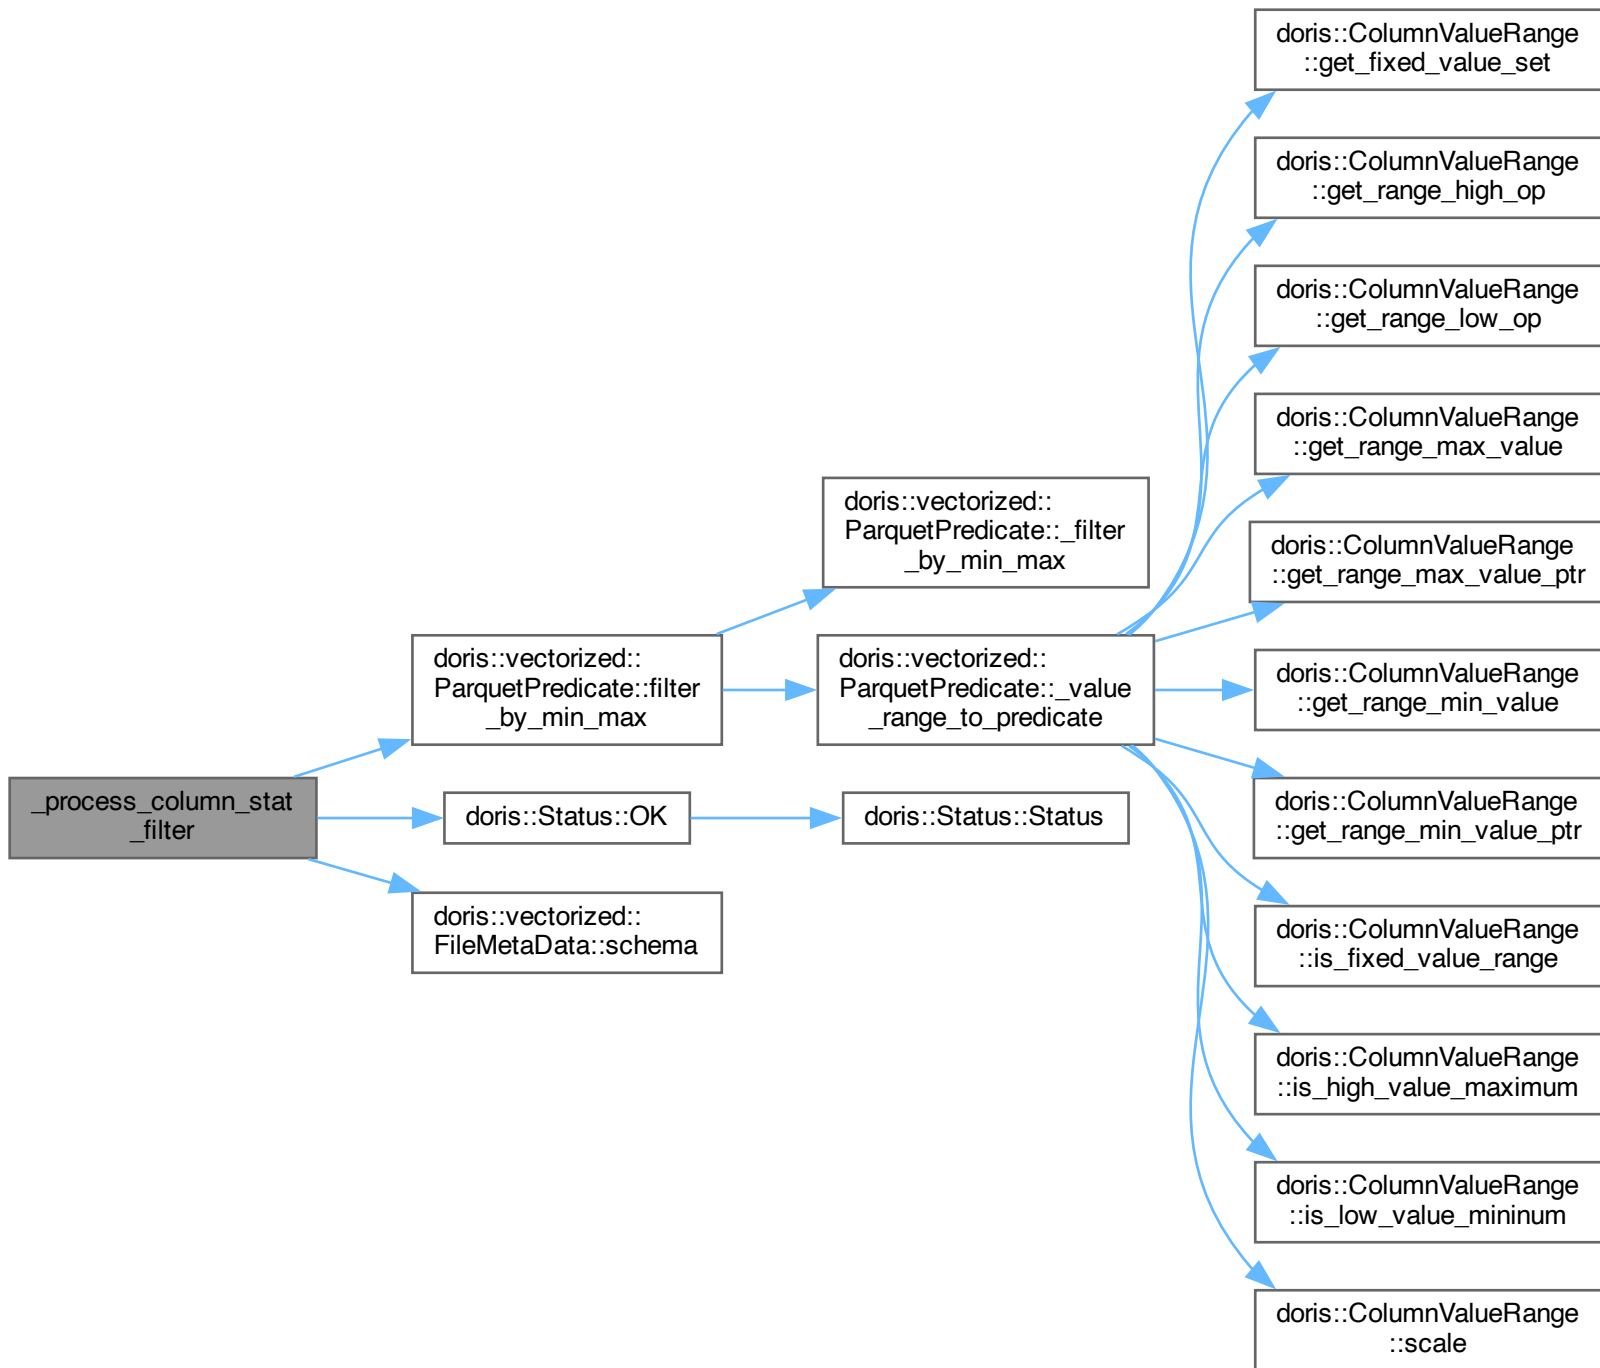 _process_column_stat
_filter
doris::vectorized::
ParquetPredicate::filter
_by_min_max
doris::Status::OK
doris::vectorized::
FileMetaData::schema
doris::vectorized::
ParquetPredicate::_filter
_by_min_max
doris::vectorized::
ParquetPredicate::_value
_range_to_predicate
doris::Status::Status
doris::ColumnValueRange
::get_fixed_value_set
doris::ColumnValueRange
::get_range_high_op
doris::ColumnValueRange
::get_range_low_op
doris::ColumnValueRange
::get_range_max_value
doris::ColumnValueRange
::get_range_max_value_ptr
doris::ColumnValueRange
::get_range_min_value
doris::ColumnValueRange
::get_range_min_value_ptr
doris::ColumnValueRange
::is_fixed_value_range
doris::ColumnValueRange
::is_high_value_maximum
doris::ColumnValueRange
::is_low_value_mininum
doris::ColumnValueRange
::scale